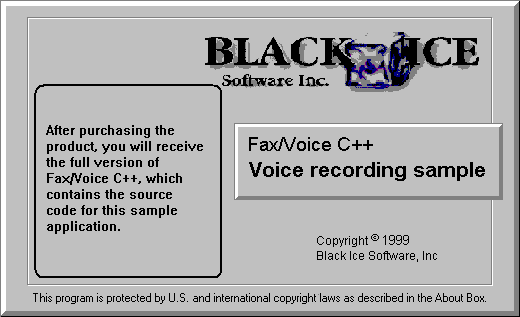 BLACK ICE
Software Inc.
After purchasing the
product, you will receive
the full version of
Fax/Voice C++, which
contains the source
code for this sample
application.
Fax/Voice C++
Voice recording sample
Copyright © 1999
Black Ice Software, Inc
This program is protected by U.S. and international copyright laws as described in the About Box.